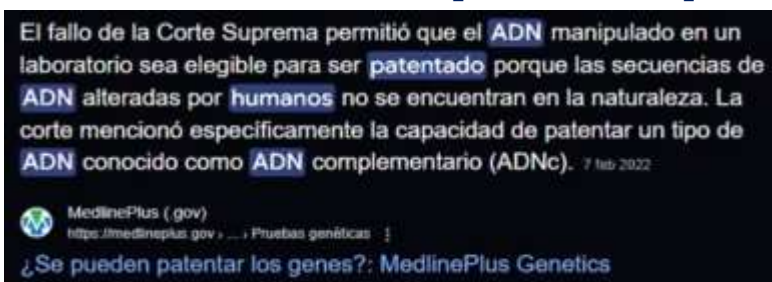 El fallo de la Corte Suprema permitió que el ADN manipulado en un
laboratorio sea elegible para ser patentado porque las secuencias de
ADN alteradas por humanos no se encuentran en la naturaleza. La
corte mencionó específicamente la capacidad de patentar un tipo de
ADN conocido como ADN complementario (ADNc). 7 feb 2022
MedlinePlus (.gov)
https://medlineplus.gov › ... › Pruebas genéticas
¿Se pueden patentar los genes?: MedlinePlus Genetics